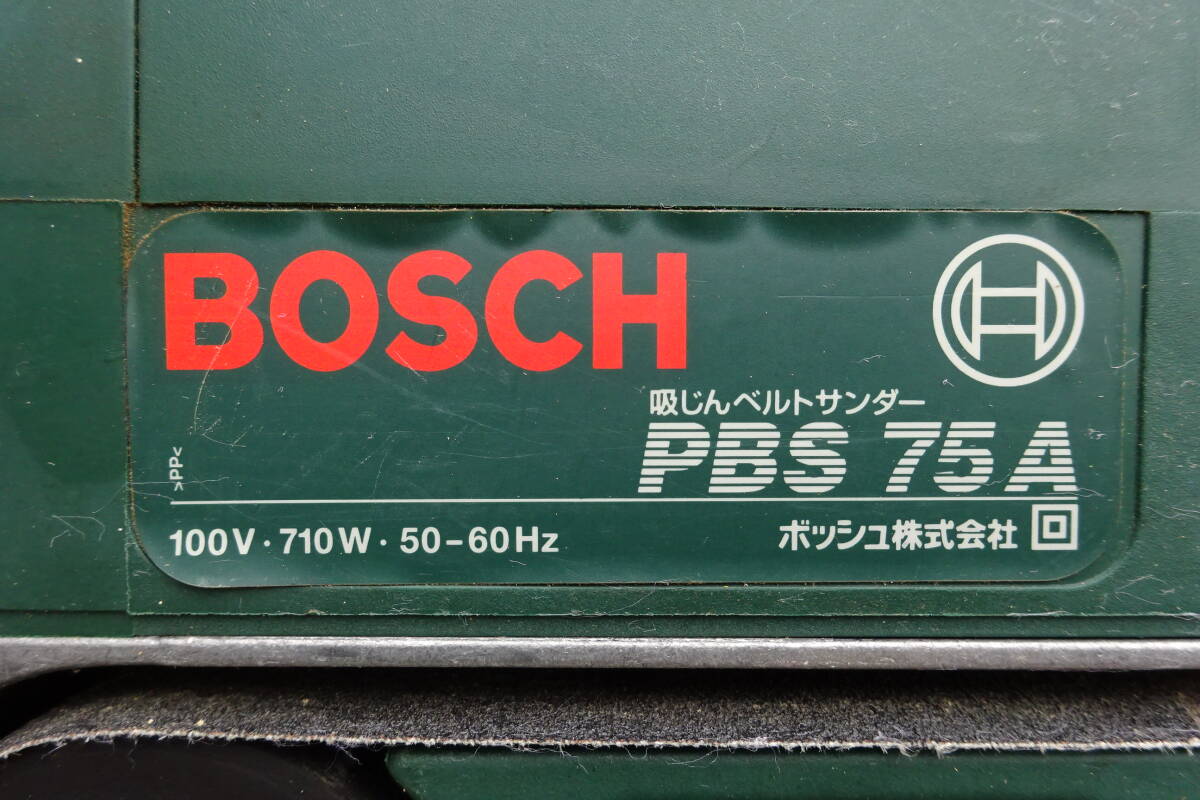 BOSCH
吸じんベルトサンダー
PBS 75A
>PP<
100V・710W・50-60Hz
ボッシュ株式会社